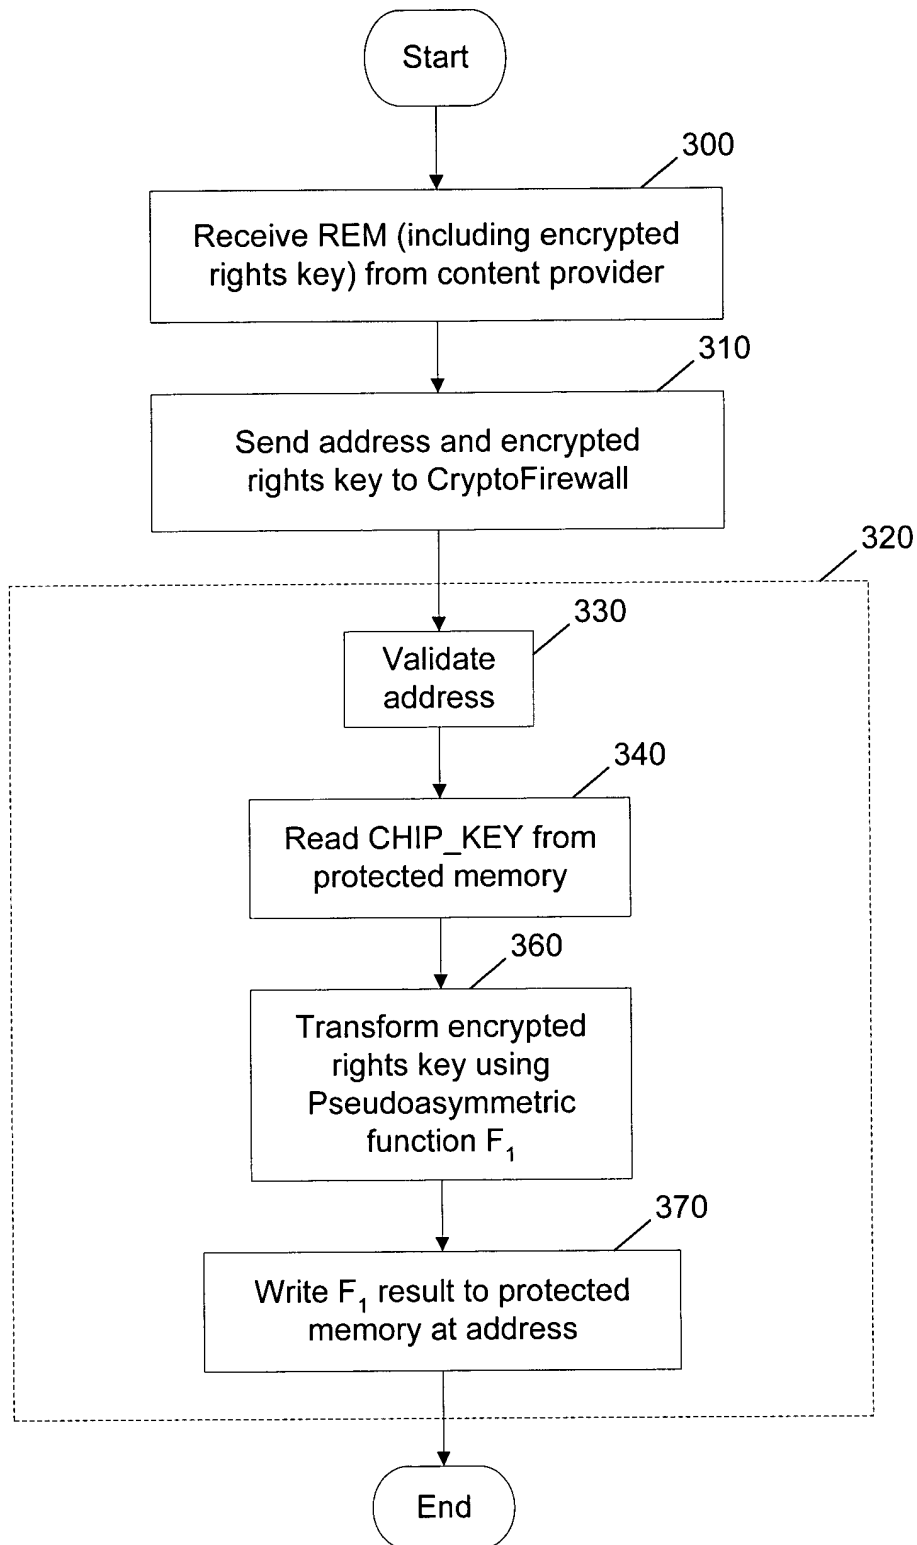 Start
300
Receive REM (including encrypted
rights key) from content provider
310
Send address and encrypted
rights key to CryptoFirewall
320
330
Validate
address
340
Read CHIP_KEY from
protected memory
360
Transform encrypted
rights key using
Pseudoasymmetric
function F₁
370
Write F₁ result to protected
memory at address
End